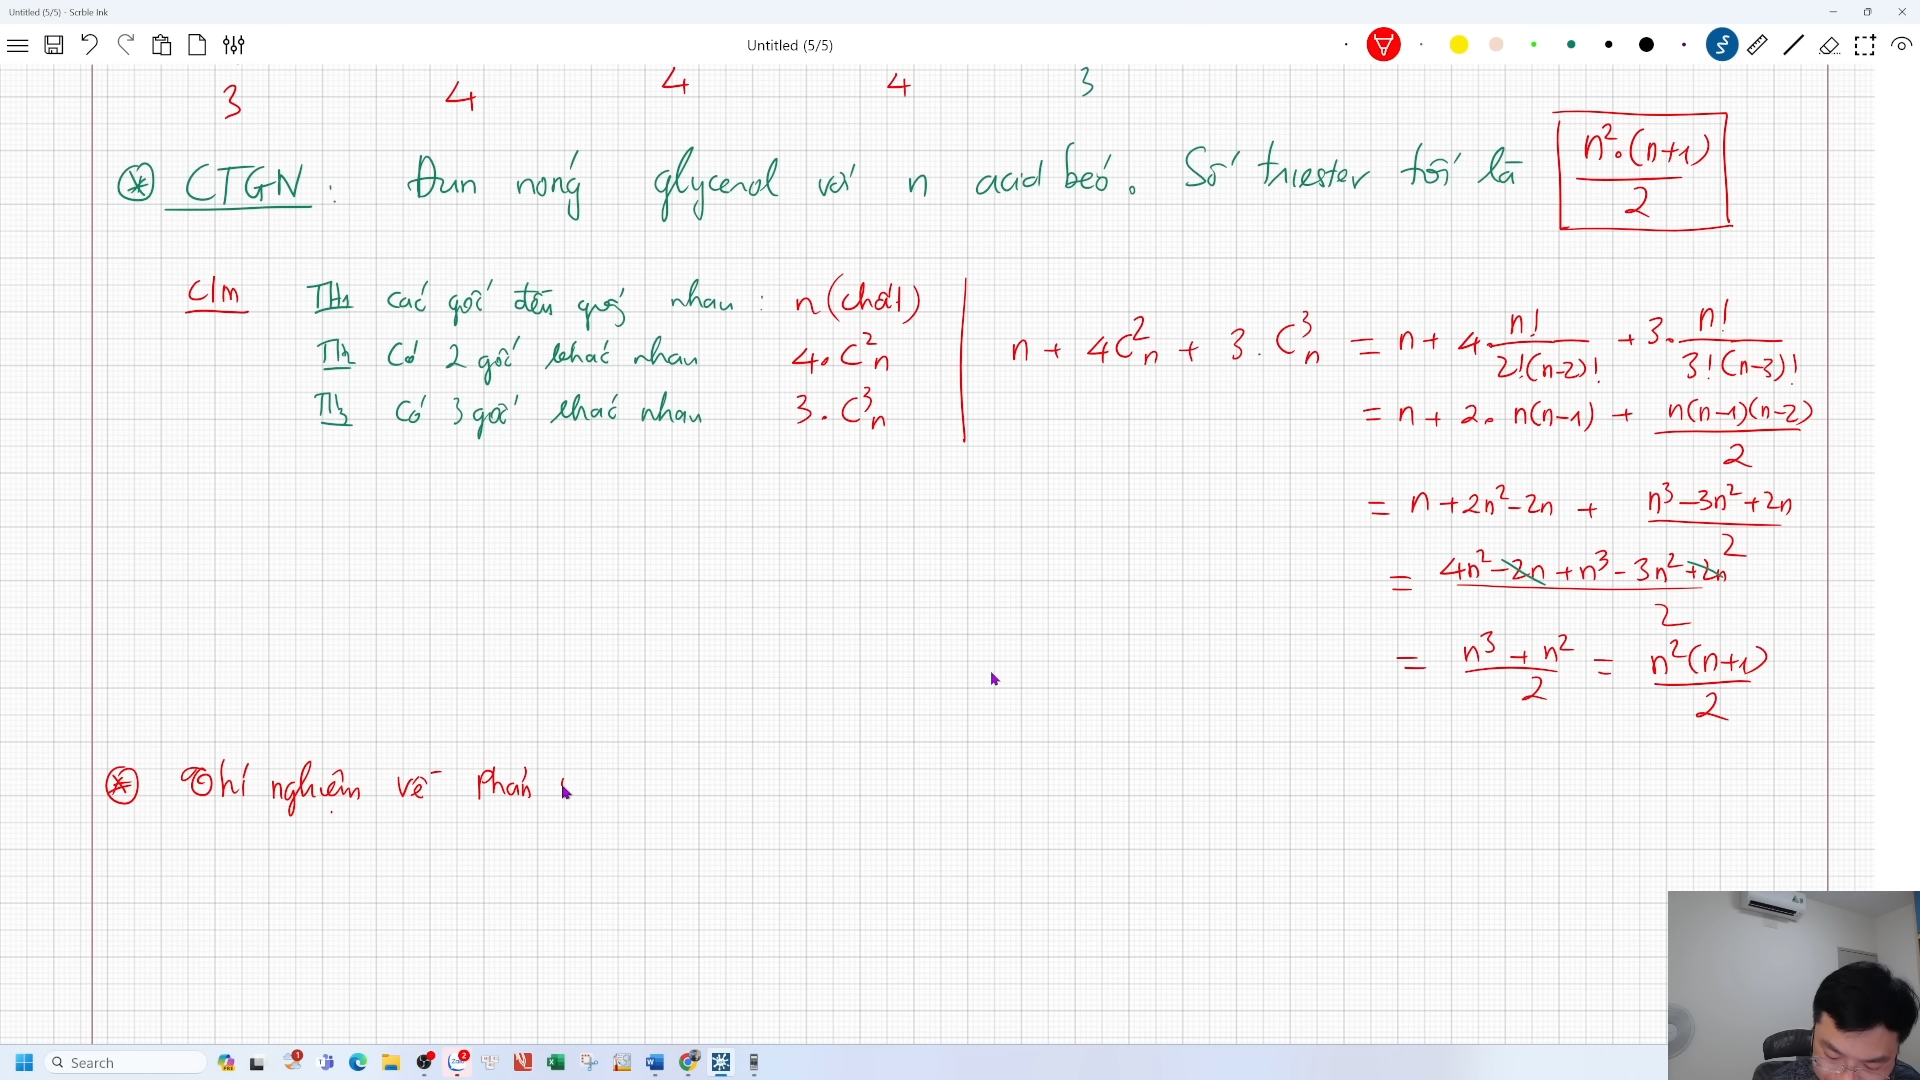 Untitled (5/5) - Scrble Ink
Untitled (5/5)
3 4 4 4 3
* CTGN : Đun nóng glycerol với n acid béo. Số triester tối là n².(n+1)/2
C/m TH1 các gốc đều giống nhau : n (chất)
TH2 Có 2 gốc khác nhau 4.C²n
TH3 Có 3 gốc khác nhau 3.C³n
n + 4C²n + 3.C³n = n + 4.n!/2!(n-2)! + 3.n!/3!(n-3)!
= n + 2.n(n-1) + n(n-1)(n-2)/2
= n + 2n² - 2n + n³-3n²+2n/2
= 4n² - 2n + n³ - 3n² + 2n/2
= n³ + n²/2 = n²(n+1)/2
* Thí nghiệm về phản
Search